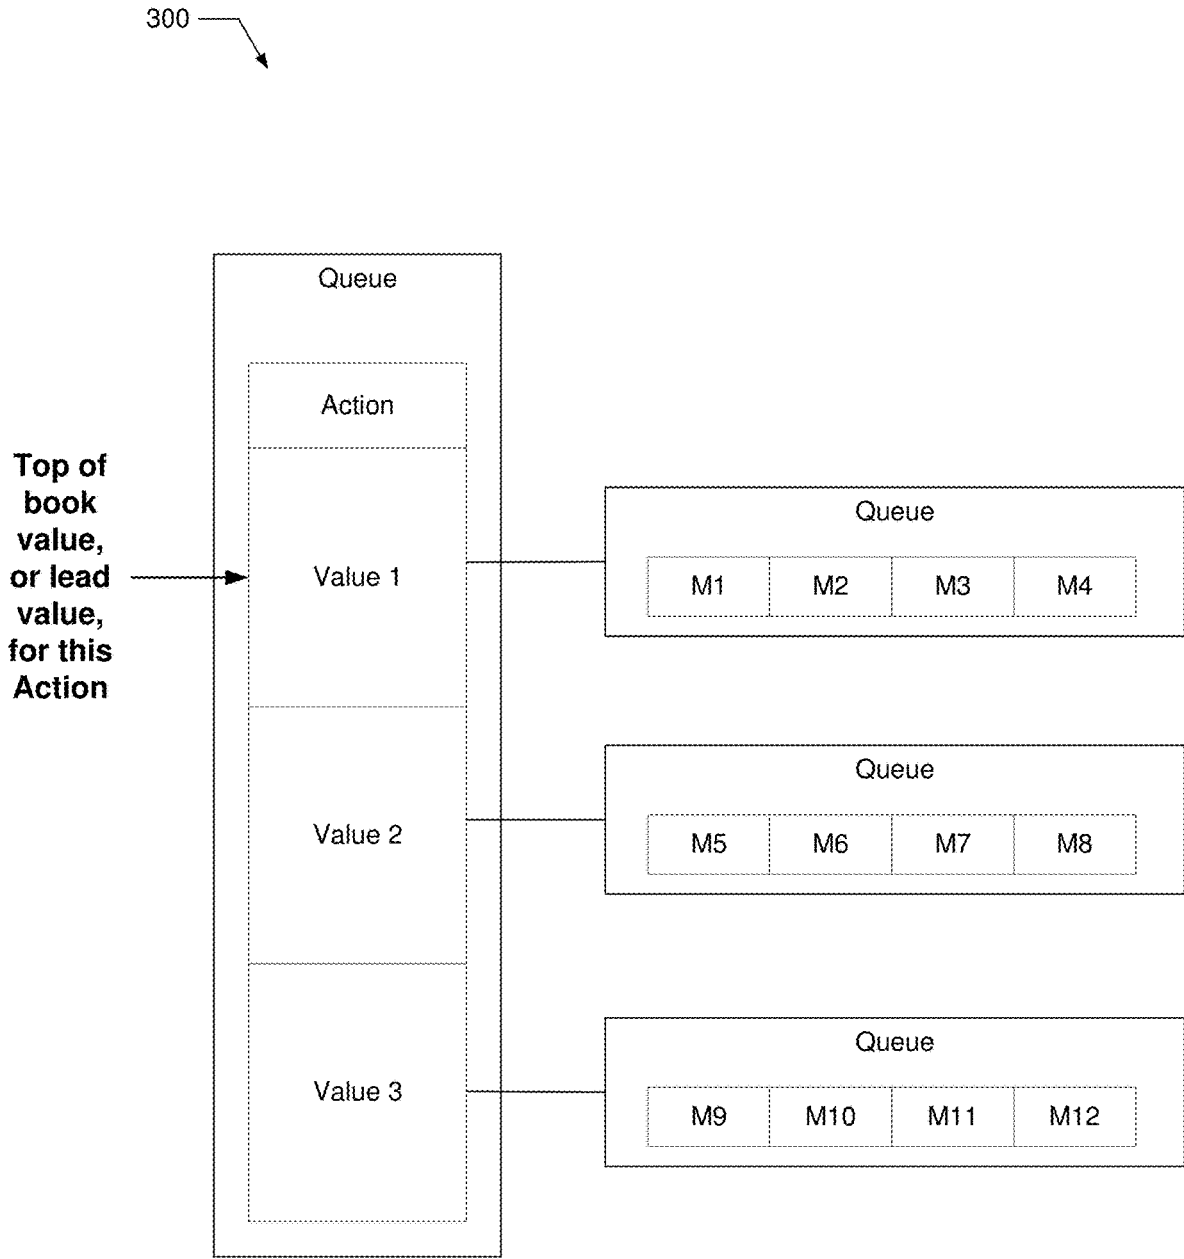 300
Queue
Action
Top of
book
value,
or lead
value,
for this
Action
Value 1
Queue
M1 M2 M3 M4
Value 2
Queue
M5 M6 M7 M8
Value 3
Queue
M9 M10 M11 M12